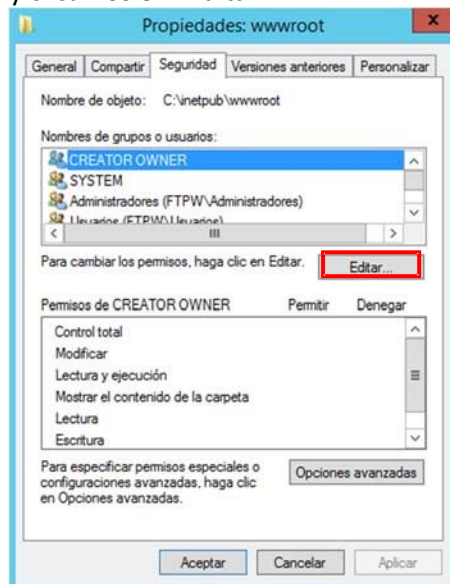 Propiedades: wwwroot
x
General Compartir Seguridad Versiones anteriores Personalizar
Nombre de objeto: C:\inetpub\wwwroot
Nombres de grupos o usuarios:
CREATOR OWNER
SYSTEM
Administradores (FTPW\Administradores)
Usuarios (FTPW\Usuarios)
Para cambiar los permisos, haga clic en Editar.
Editar...
Permisos de CREATOR OWNER Permitir Denegar
Control total
Modificar
Lectura y ejecución
Mostrar el contenido de la carpeta
Lectura
Escritura
Para especificar permisos especiales o
configuraciones avanzadas, haga clic
en Opciones avanzadas.
Opciones avanzadas
Aceptar Cancelar Aplicar